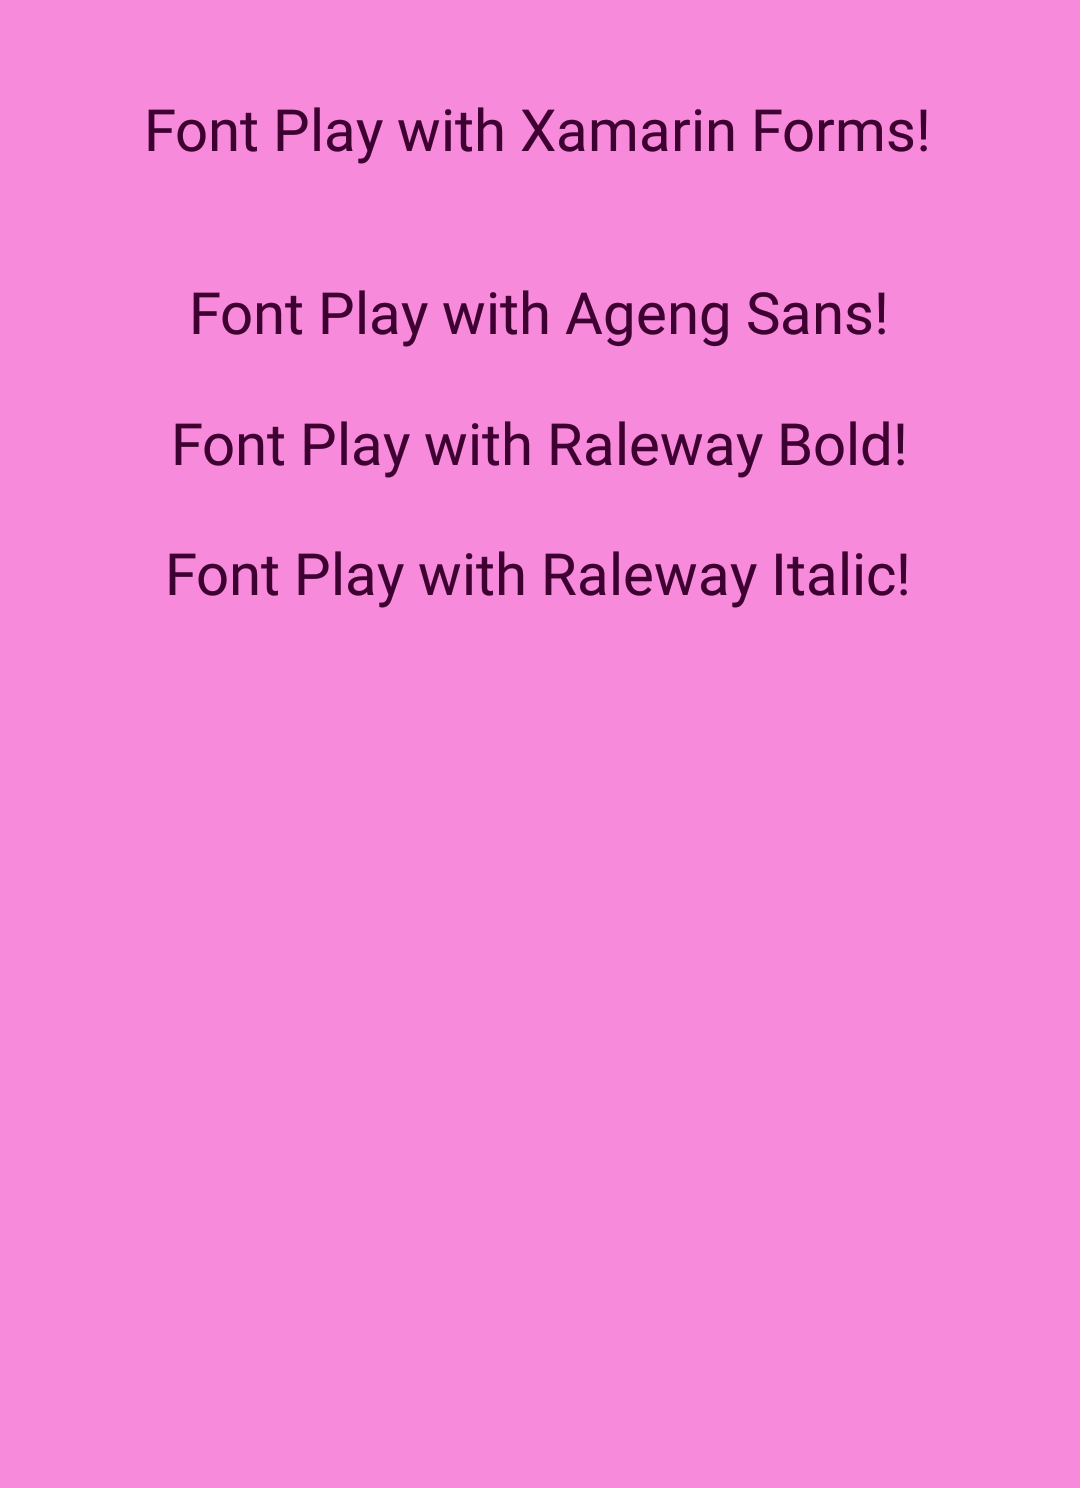 Font Play with Xamarin Forms!
Font Play with Ageng Sans!
Font Play with Raleway Bold!
Font Play with Raleway Italic!